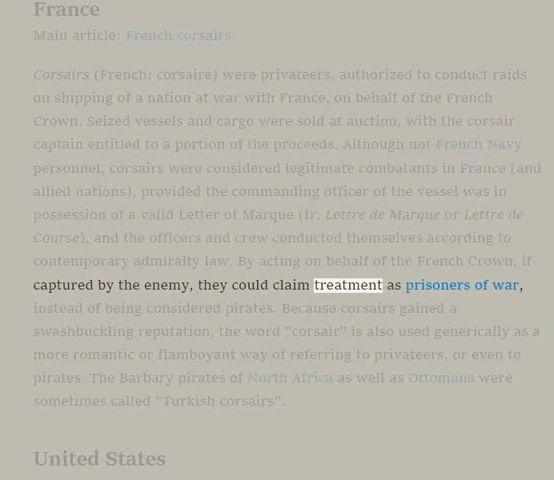 France
Main article: French corsairs
Corsairs (French: corsaire) were privateers, authorized to conduct raids
on shipping of a nation at war with France, on behalf of the French
Crown. Seized vessels and cargo were sold at auction, with the corsair
captain entitled to a portion of the proceeds. Although not French Navy
personnel, corsairs were considered legitimate combatants in France (and
allied nations), provided the commanding officer of the vessel was in
possession of a valid Letter of Marque (fr. Lettre de Marque or Lettre de
Course), and the officers and crew conducted themselves according to
contemporary admiralty law. By acting on behalf of the French Crown, if
captured by the enemy, they could claim treatment as prisoners of war,
instead of being considered pirates. Because corsairs gained a
swashbuckling reputation, the word "corsair" is also used generically as a
more romantic or flamboyant way of referring to privateers, or even to
pirates. The Barbary pirates of North Africa as well as Ottomans were
sometimes called "Turkish corsairs".
United States